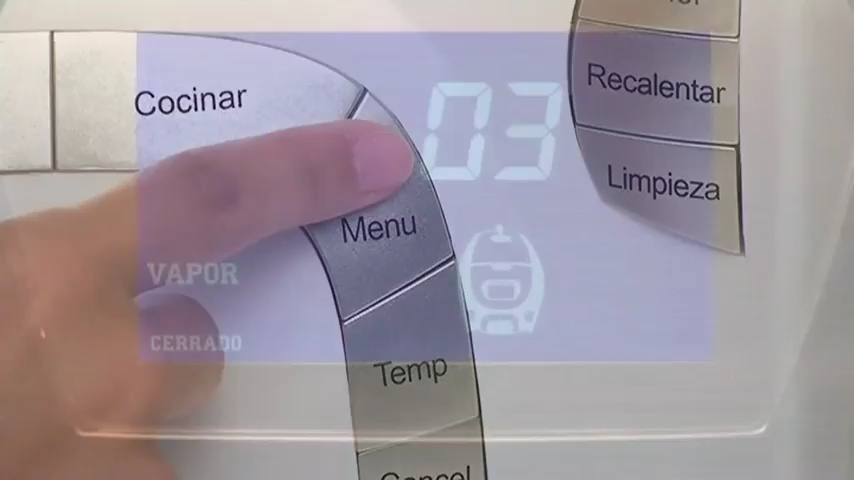 Cocinar
03
Recalentar
Limpieza
Menu
VAPOR
CERRADO
Temp
Cancel